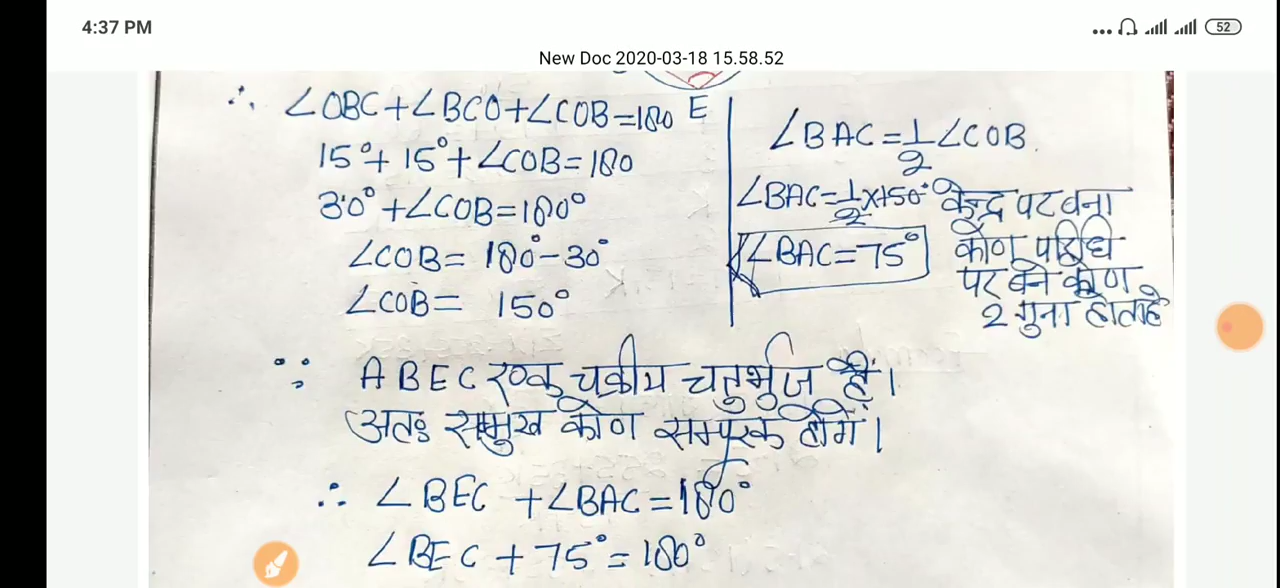 4:37 PM
52
New Doc 2020-03-18 15.58.52
∴ ∠OBC+∠BCO+∠COB=180 E
15°+15°+∠COB=180
30°+∠COB=180°
∠COB= 180°-30°
∠COB= 150°
∠BAC=1/2∠COB.
∠BAC=1/2×150°
∠BAC=75°
केन्द्र पर बना
कोण परिधि
पर बने कोण
2 गुना होता है
∵ ABEC एक चक्रीय चतुर्भुज हैं।
अतः सम्मुख कोण सम्पूरक होगें।
∴ ∠BEC +∠BAC=180°
∠BEC+75°=180°